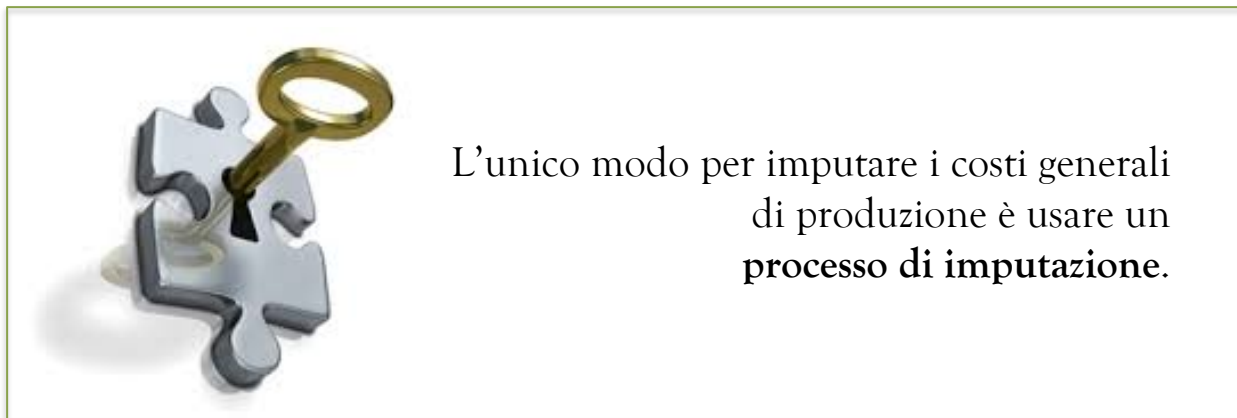 L’unico modo per imputare i costi generali
di produzione è usare un
processo di imputazione.